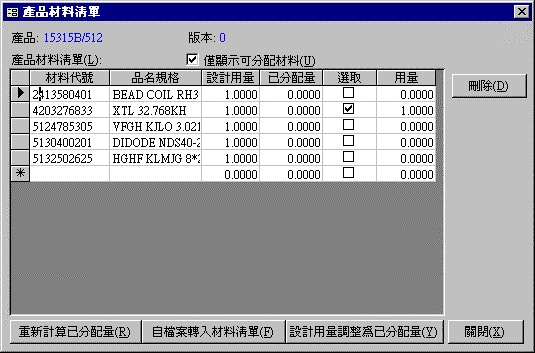 產品材料清單
產品: 15315B/512 版本: 0
產品材料清單(L): 僅顯示可分配材料(U)
材料代號 品名規格 設計用量 已分配量 選取 用量
2413580401 BEAD COIL RH3 1.0000 0.0000 0.0000
4203276833 XTL 32.768KH 1.0000 0.0000 1.0000
5124785305 VFGH KJLO 3.021 1.0000 0.0000 0.0000
5130400201 DIDODE NDS40-2 1.0000 0.0000 0.0000
5132502625 HGHF KLMJG 8*2 1.0000 0.0000 0.0000
0.0000 0.0000 0.0000
刪除(D)
重新計算已分配量(R) 自檔案轉入材料清單(F) 設計用量調整為已分配量(Y) 關閉(X)